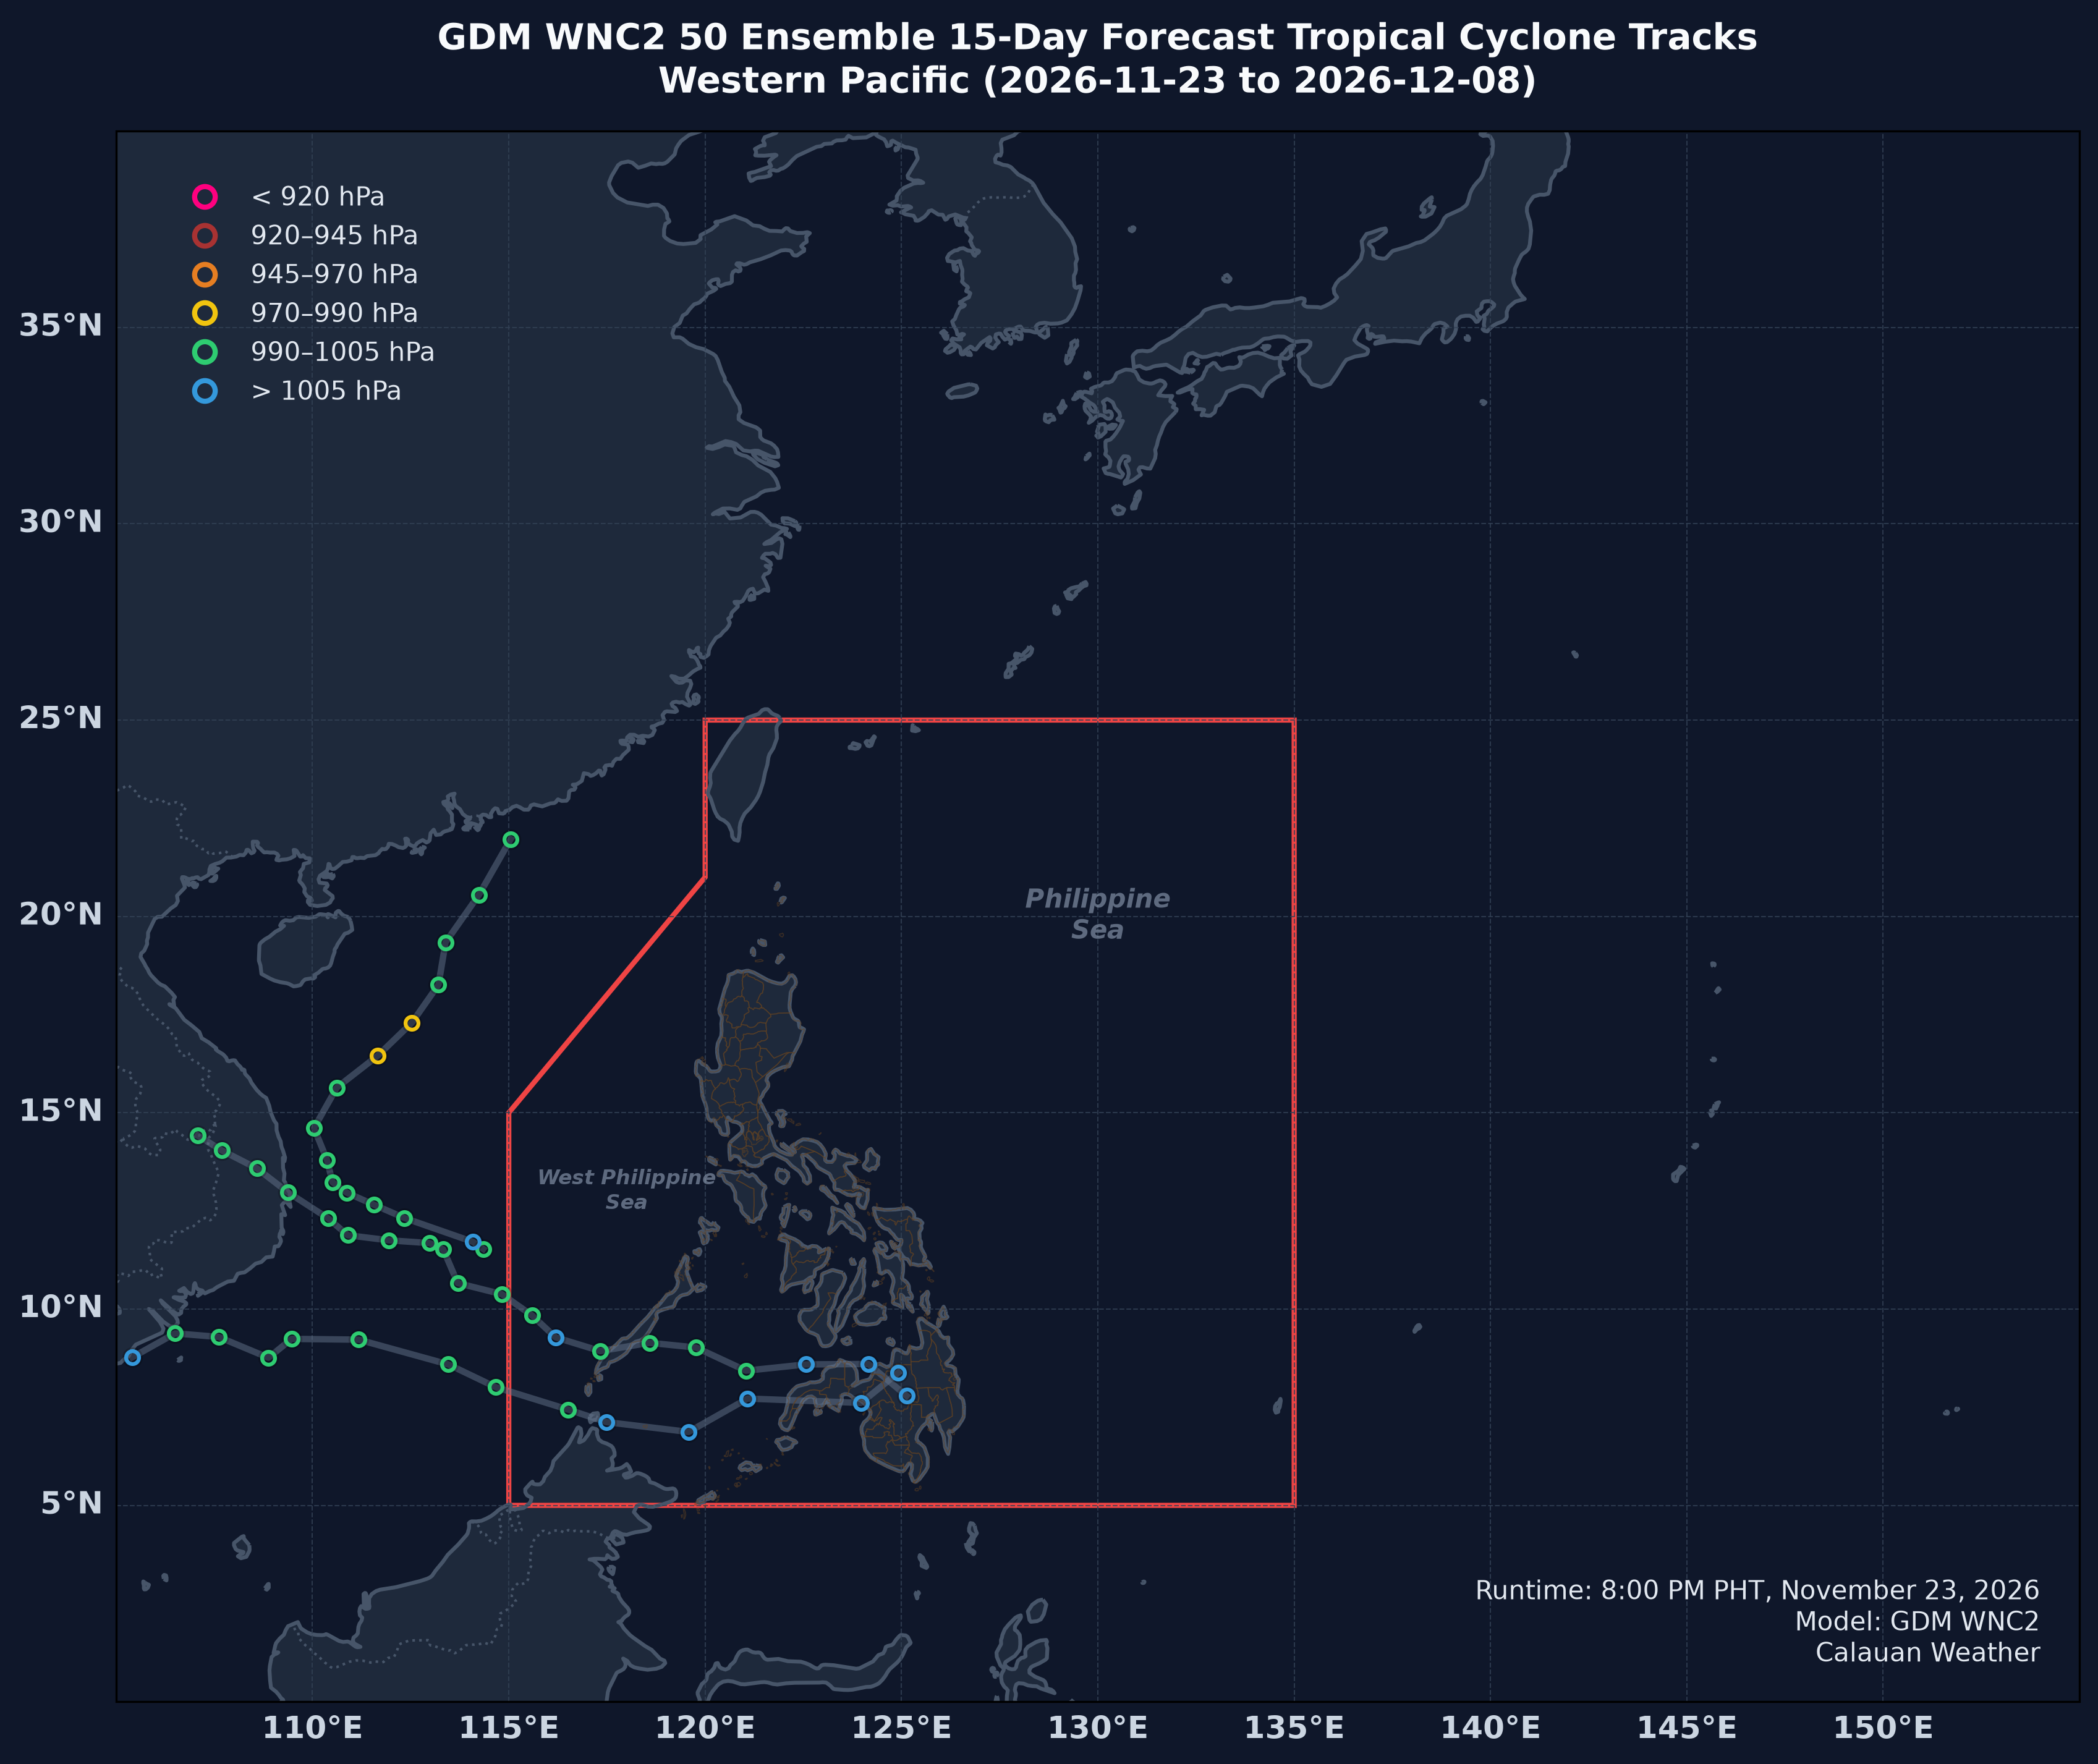 GDM WNC2 50 Ensemble 15-Day Forecast Tropical Cyclone Tracks
Western Pacific (2026-11-23 to 2026-12-08)
< 920 hPa
920–945 hPa
945–970 hPa
970–990 hPa
990–1005 hPa
> 1005 hPa
35°N
30°N
25°N
20°N
15°N
10°N
5°N
Philippine
Sea
West Philippine
Sea
Runtime: 8:00 PM PHT, November 23, 2026
Model: GDM WNC2
Calauan Weather
110°E
115°E
120°E
125°E
130°E
135°E
140°E
145°E
150°E